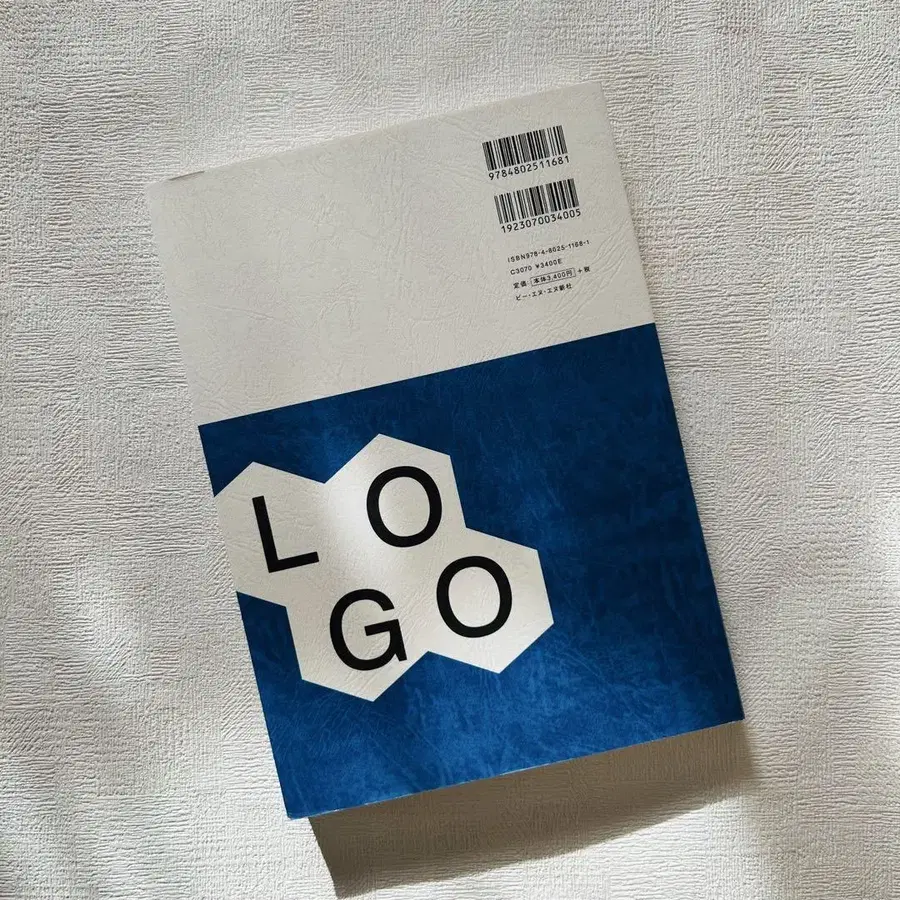 9784802511681
1923070034005
ISBN978-4-8025-1168-1
C3070 ¥3400E
定価 本体3,400円 +税
ビー・エヌ・エヌ新社
LO
GO